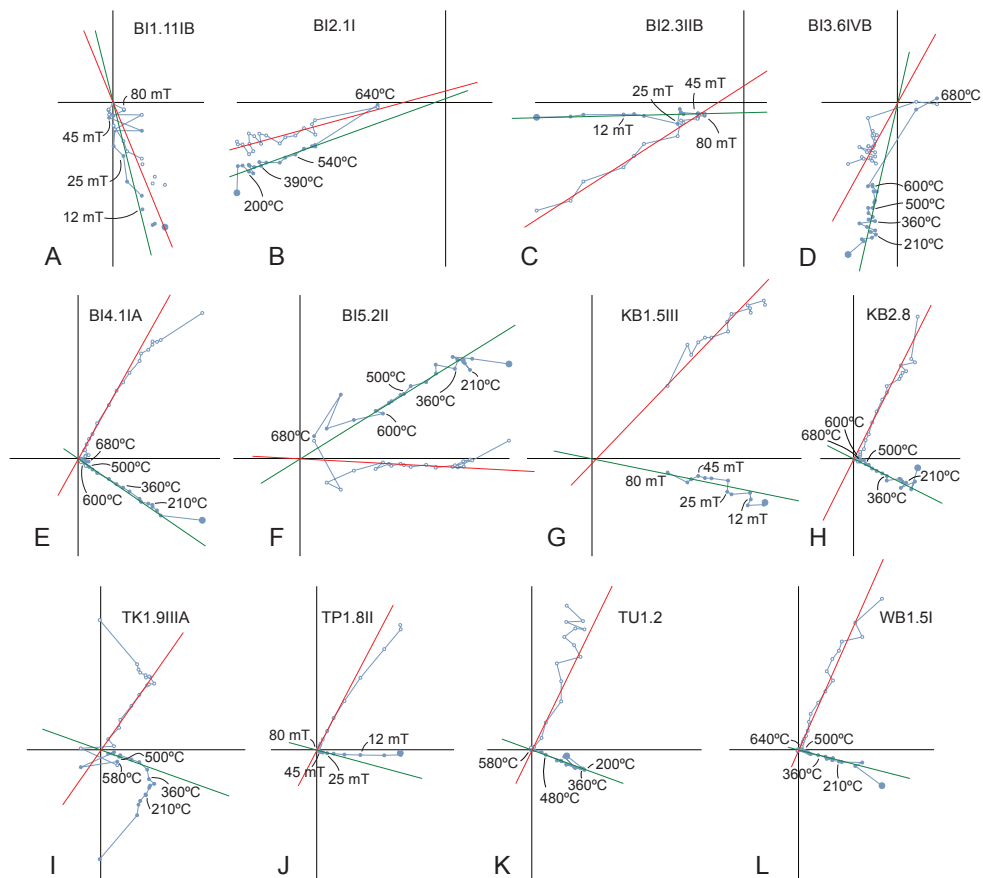 BI1.11IB
80 mT
45 mT
25 mT
12 mT
A
BI2.1I
640ºC
540ºC
390ºC
200ºC
B
BI2.3IIB
45 mT
25 mT
12 mT
80 mT
C
BI3.6IVB
680ºC
600ºC
500ºC
360ºC
210ºC
D
BI4.1IA
680ºC
500ºC
360ºC
600ºC
210ºC
E
BI5.2II
500ºC
360ºC
210ºC
600ºC
680ºC
F
KB1.5III
45 mT
80 mT
25 mT
12 mT
G
KB2.8
600ºC
680ºC
500ºC
210ºC
360ºC
H
TK1.9IIIA
500ºC
580ºC
360ºC
210ºC
I
TP1.8II
80 mT
12 mT
45 mT
25 mT
J
TU1.2
580ºC
200ºC
360ºC
480ºC
K
WB1.5I
640ºC
500ºC
360ºC
210ºC
L